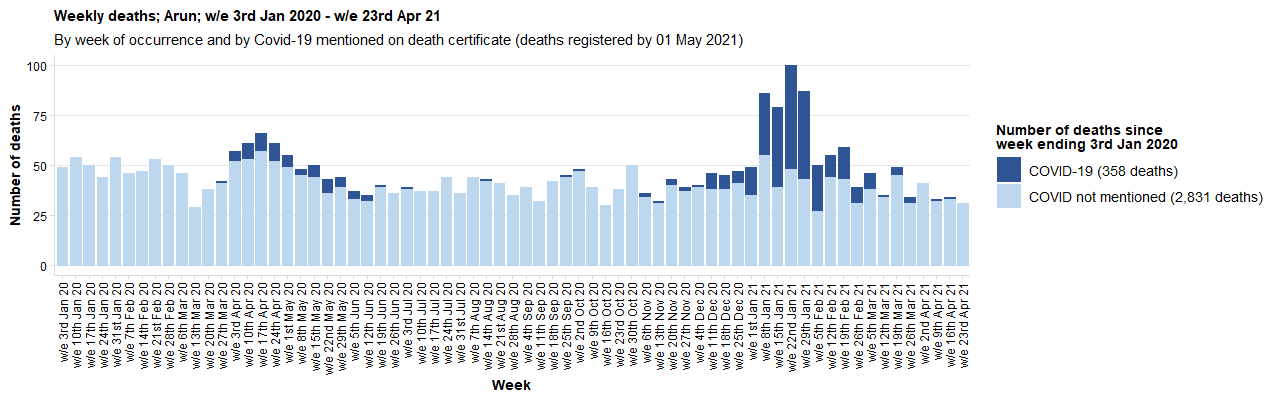 Weekly deaths; Arun; w/e 3rd Jan 2020 - w/e 23rd Apr 21
By week of occurrence and by Covid-19 mentioned on death certificate (deaths registered by 01 May 2021)
Number of deaths
100
75
50
25
0
w/e 3rd Jan 20
w/e 10th Jan 20
w/e 17th Jan 20
w/e 24th Jan 20
w/e 31st Jan 20
w/e 7th Feb 20
w/e 14th Feb 20
w/e 21st Feb 20
w/e 28th Feb 20
w/e 6th Mar 20
w/e 13th Mar 20
w/e 20th Mar 20
w/e 27th Mar 20
w/e 3rd Apr 20
w/e 10th Apr 20
w/e 17th Apr 20
w/e 24th Apr 20
w/e 1st May 20
w/e 8th May 20
w/e 15th May 20
w/e 22nd May 20
w/e 29th May 20
w/e 5th Jun 20
w/e 12th Jun 20
w/e 19th Jun 20
w/e 26th Jun 20
w/e 3rd Jul 20
w/e 10th Jul 20
w/e 17th Jul 20
w/e 24th Jul 20
w/e 31st Jul 20
w/e 7th Aug 20
w/e 14th Aug 20
w/e 21st Aug 20
w/e 28th Aug 20
w/e 4th Sep 20
w/e 11th Sep 20
w/e 18th Sep 20
w/e 25th Sep 20
w/e 2nd Oct 20
w/e 9th Oct 20
w/e 16th Oct 20
w/e 23rd Oct 20
w/e 30th Oct 20
w/e 6th Nov 20
w/e 13th Nov 20
w/e 20th Nov 20
w/e 27th Nov 20
w/e 4th Dec 20
w/e 11th Dec 20
w/e 18th Dec 20
w/e 25th Dec 20
w/e 1st Jan 21
w/e 8th Jan 21
w/e 15th Jan 21
w/e 22nd Jan 21
w/e 29th Jan 21
w/e 5th Feb 21
w/e 12th Feb 21
w/e 19th Feb 21
w/e 26th Feb 21
w/e 5th Mar 21
w/e 12th Mar 21
w/e 19th Mar 21
w/e 26th Mar 21
w/e 2nd Apr 21
w/e 9th Apr 21
w/e 16th Apr 21
w/e 23rd Apr 21
Week
Number of deaths since
week ending 3rd Jan 2020
COVID-19 (358 deaths)
COVID not mentioned (2,831 deaths)